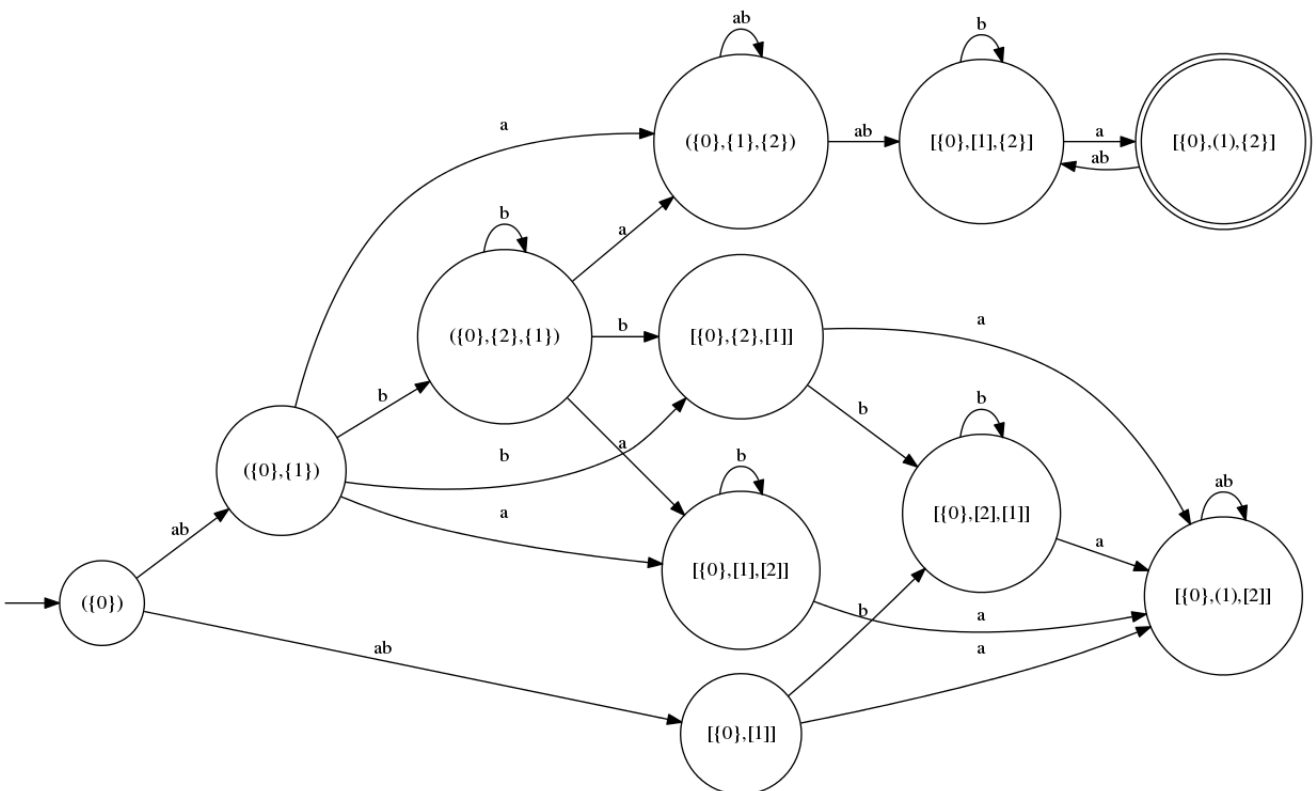 ab
b
({0},{1},{2})
ab
[{0},[1],{2}]
a
ab
[{0},(1),{2}]
a
b
a
({0},{2},{1})
b
[{0},{2},[1]]
a
b
b
a
b
({0},{1})
b
a
b
[{0},[2],[1]]
a
ab
[{0},(1),[2]]
ab
[{0},[1],[2]]
({0})
b
a
a
ab
[{0},[1]]